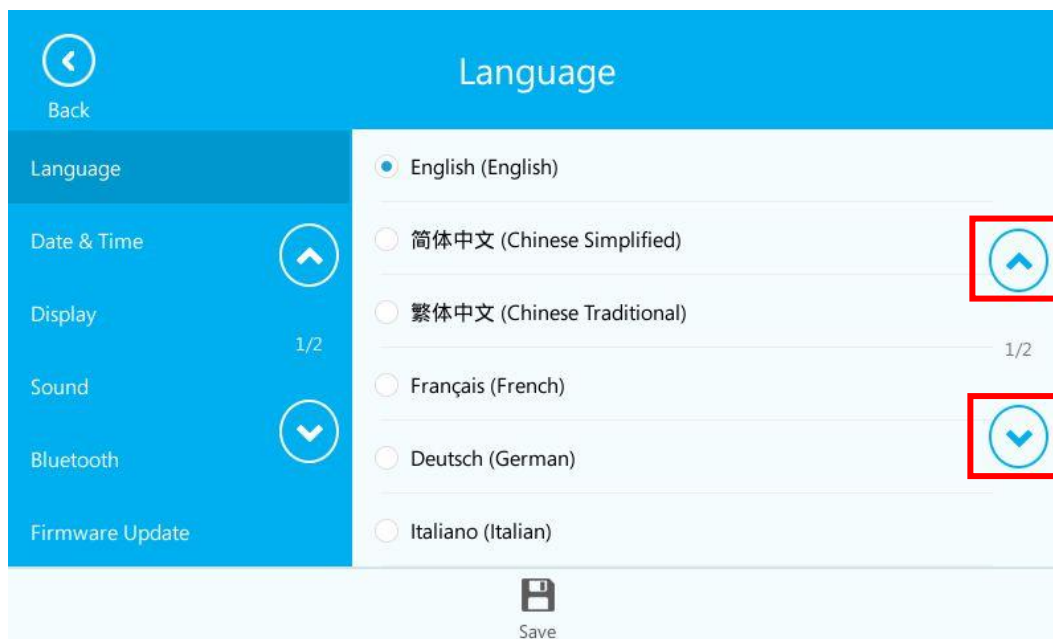 Language
Back
Language
Date & Time
Display
1/2
Sound
Bluetooth
Firmware Update
English (English)
简体中文 (Chinese Simplified)
繁体中文 (Chinese Traditional)
1/2
Français (French)
Deutsch (German)
Italiano (Italian)
Save